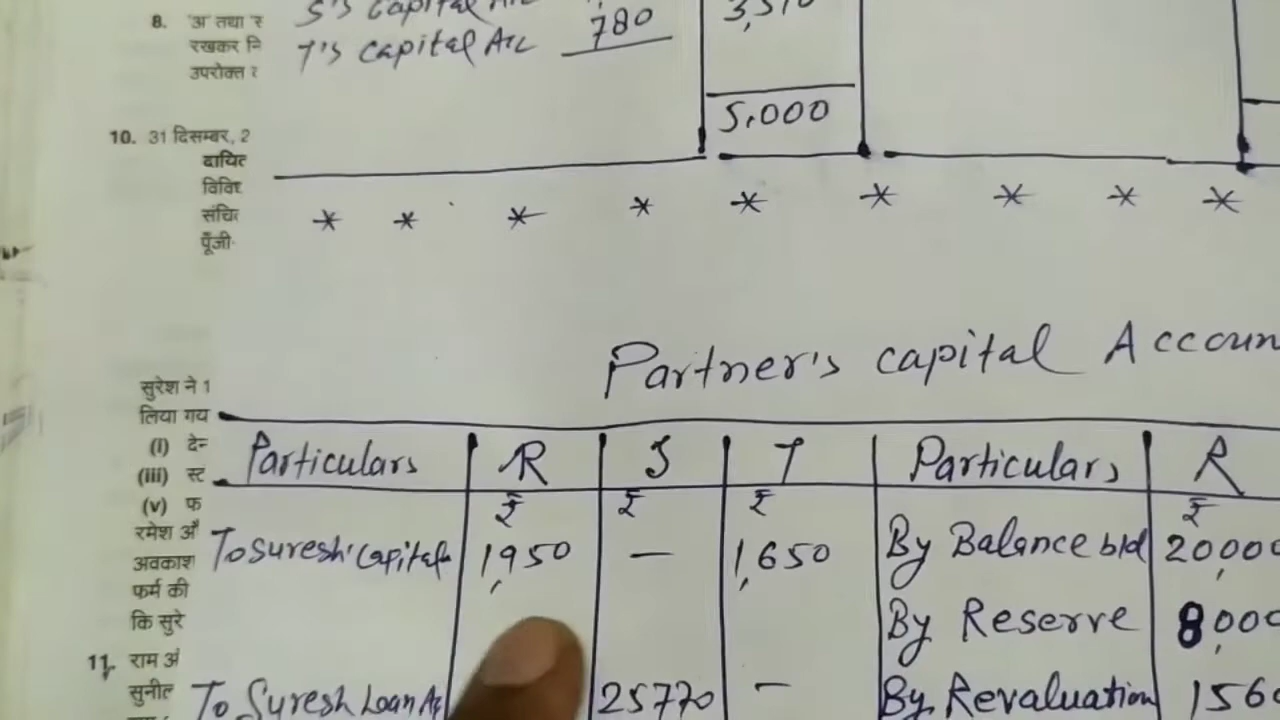 8. 'अ' तथा
S's Capital A/c
रखकर
T's Capital A/c 780
उपरोक्त
5,000
10. 31 दिसम्बर, 2
* * * * * * * * *
पूँजी
Partner's capital Accoun
सुरेश ने 1
लिया गय
(i)
Particulars R S T Particulars R
(iii)
₹ ₹ ₹ ₹
(v) फ
रमेश औ
To Suresh' Capital 1,950 — 1,650 By Balance b/d 20,000
अवकाश
फर्म की
By Reserve 8,000
कि सुरे
11. राम अं
सुनील
To Suresh Loan A/c 25770 — By Revaluation 156